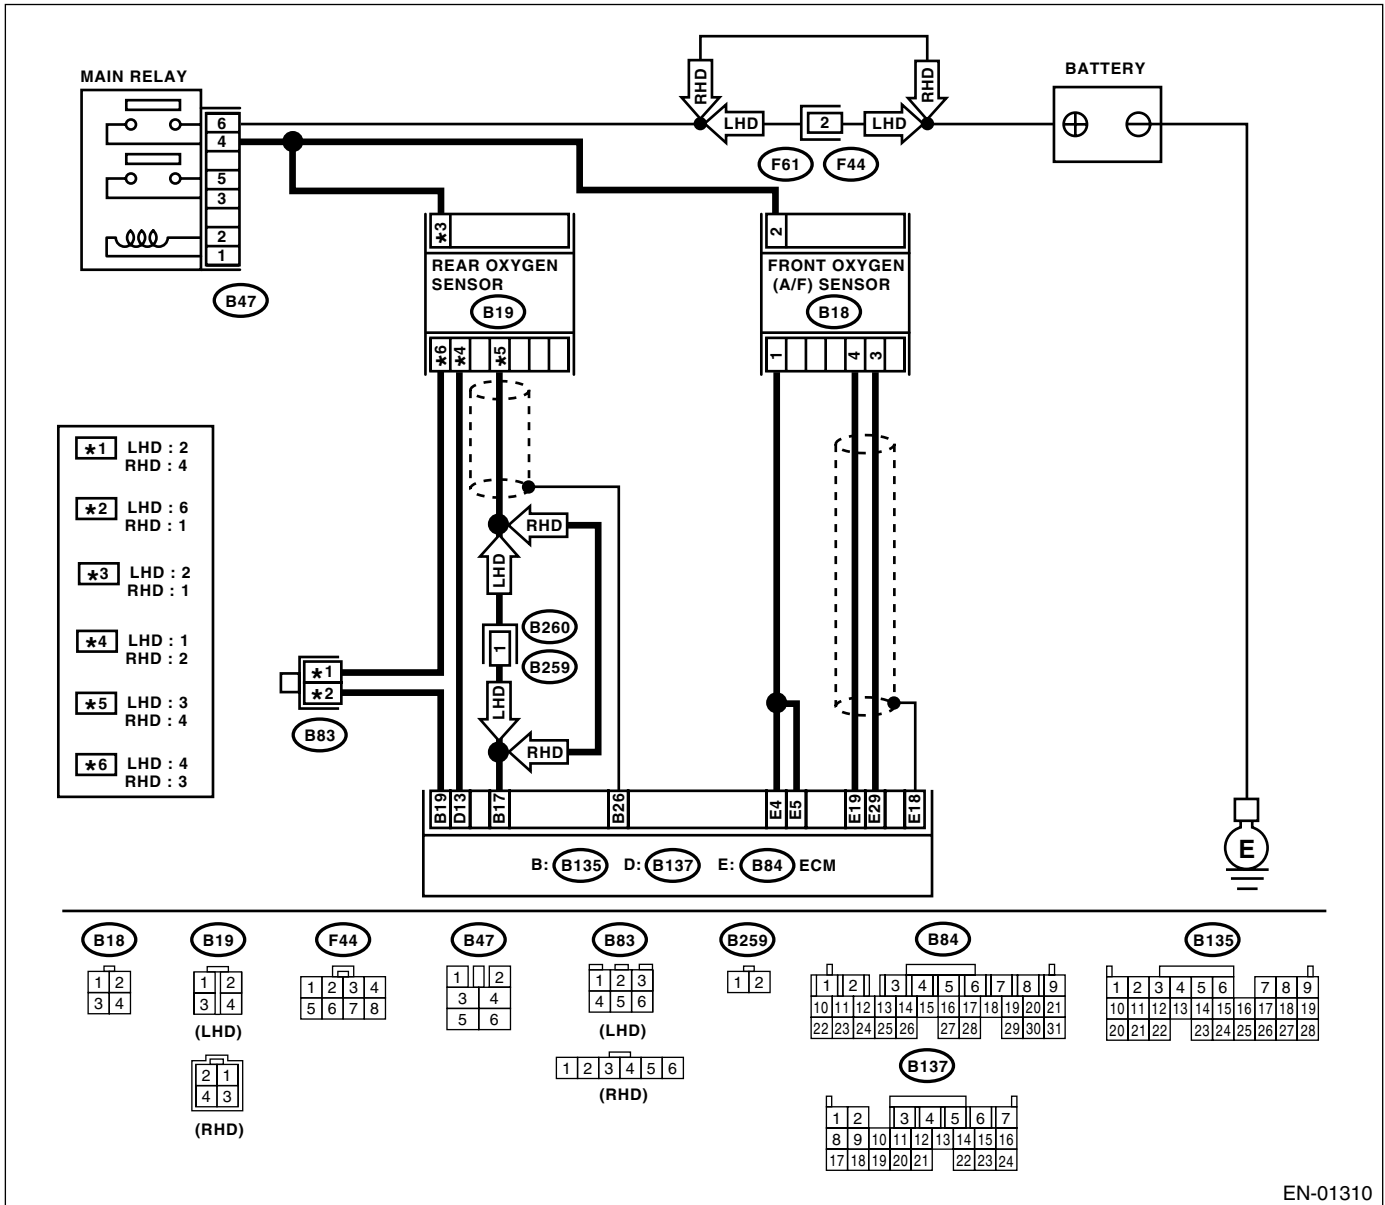 MAIN RELAY
6
4
5
3
2
1
B47
RHD
RHD
LHD
2
LHD
F61
F44
BATTERY
*3
REAR OXYGEN
SENSOR
B19
*6
*4
*5
2
FRONT OXYGEN
(A/F) SENSOR
B18
1
4
3
*1 LHD : 2
RHD : 4
*2 LHD : 6
RHD : 1
*3 LHD : 2
RHD : 1
*4 LHD : 1
RHD : 2
*5 LHD : 3
RHD : 4
*6 LHD : 4
RHD : 3
RHD
LHD
1
B260
B259
LHD
RHD
*1
*2
B83
B19
D13
B17
B26
E4
E5
E19
E29
E18
B: B135 D: B137 E: B84 ECM
E
B18
1 2
3 4
B19
1 2
3 4
(LHD)
2 1
4 3
(RHD)
F44
1 2 3 4
5 6 7 8
B47
1 2
3 4
5 6
B83
1 2 3
4 5 6
(LHD)
1 2 3 4 5 6
(RHD)
B259
1 2
B84
1 2 3 4 5 6 7 8 9
10 11 12 13 14 15 16 17 18 19 20 21
22 23 24 25 26 27 28 29 30 31
B137
1 2 3 4 5 6 7
8 9 10 11 12 13 14 15 16
17 18 19 20 21 22 23 24
B135
1 2 3 4 5 6 7 8 9
10 11 12 13 14 15 16 17 18 19
20 21 22 23 24 25 26 27 28
EN-01310